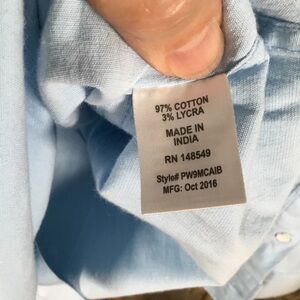 97% COTTON
3% LYCRA
MADE IN
INDIA
RN 148549
Style# PW9MCAIB
MFG: Oct 2016